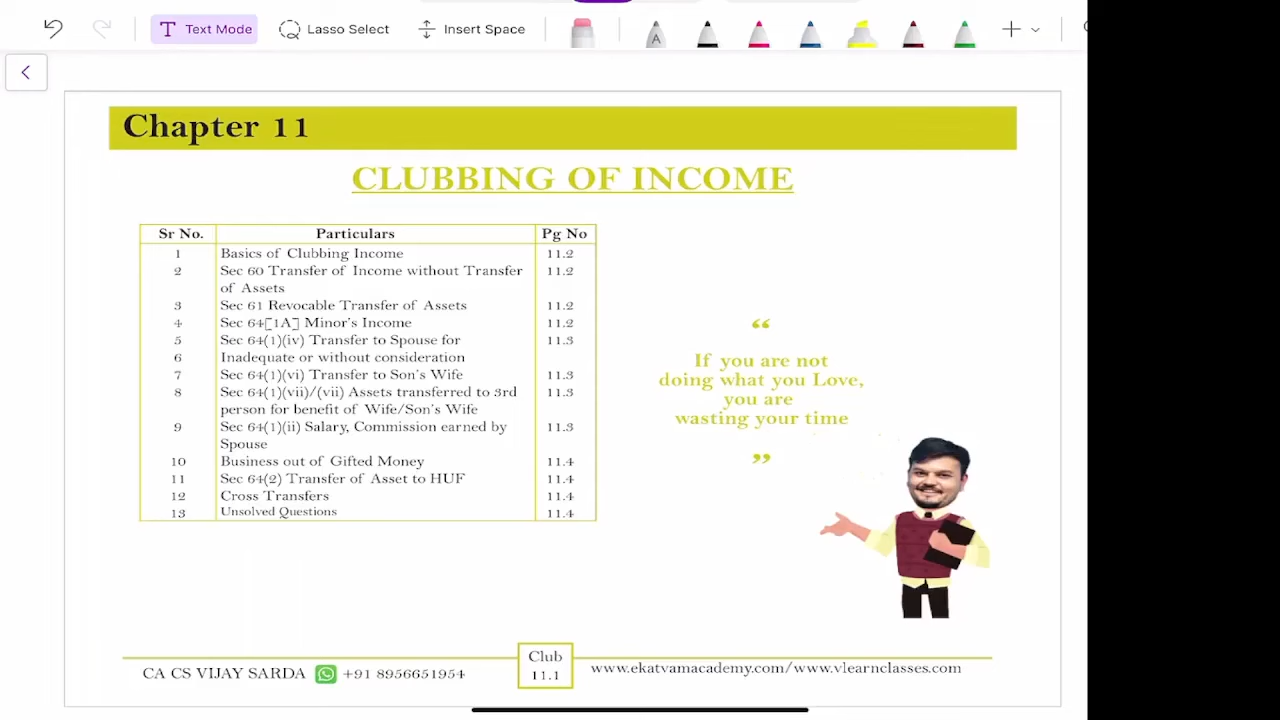 Text Mode
Lasso Select
Insert Space
A
Chapter 11
CLUBBING OF INCOME
Sr No. Particulars Pg No
1 Basics of Clubbing Income 11.2
2 Sec 60 Transfer of Income without Transfer 11.2
of Assets
3 Sec 61 Revocable Transfer of Assets 11.2
4 Sec 64[1A] Minor's Income 11.2
5 Sec 64(1)(iv) Transfer to Spouse for 11.3
6 Inadequate or without consideration
7 Sec 64(1)(vi) Transfer to Son's Wife 11.3
8 Sec 64(1)(vii)/(vii) Assets transferred to 3rd 11.3
person for benefit of Wife/Son's Wife
9 Sec 64(1)(ii) Salary, Commission earned by 11.3
Spouse
10 Business out of Gifted Money 11.4
11 Sec 64(2) Transfer of Asset to HUF 11.4
12 Cross Transfers 11.4
13 Unsolved Questions 11.4
“
If you are not
doing what you Love,
you are
wasting your time
”
CA CS VIJAY SARDA +91 8956651954
Club
11.1
www.ekatvamacademy.com/www.vlearnclasses.com